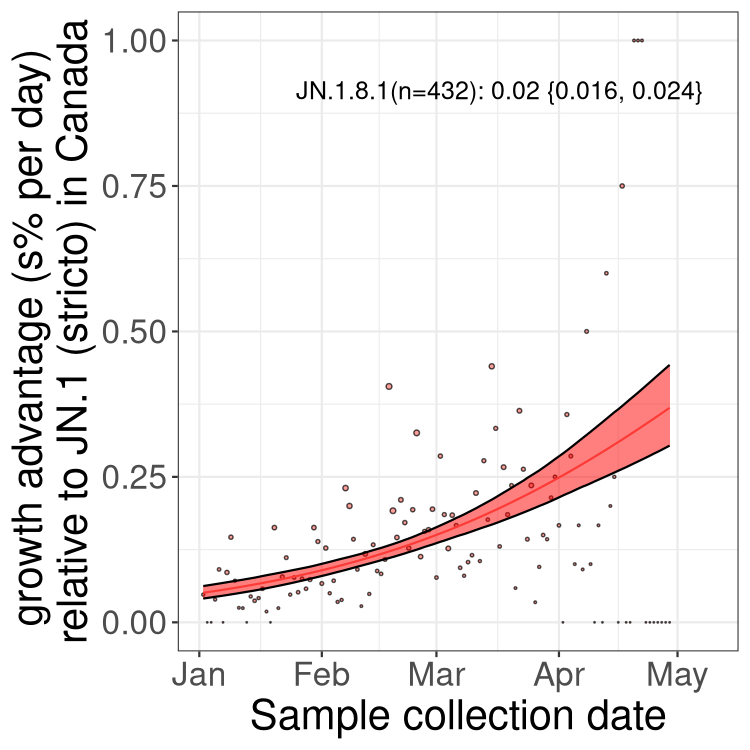 growth advantage (s% per day)
relative to JN.1 (stricto) in Canada
1.00
0.75
0.50
0.25
0.00
JN.1.8.1(n=432): 0.02 {0.016, 0.024}
Jan Feb Mar Apr May
Sample collection date